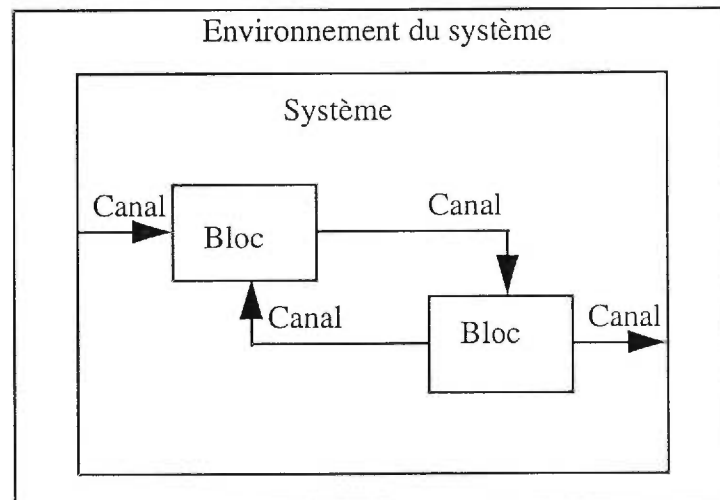 Environnement du système
Système
Canal
Canal
Bloc
Canal
Bloc
Canal